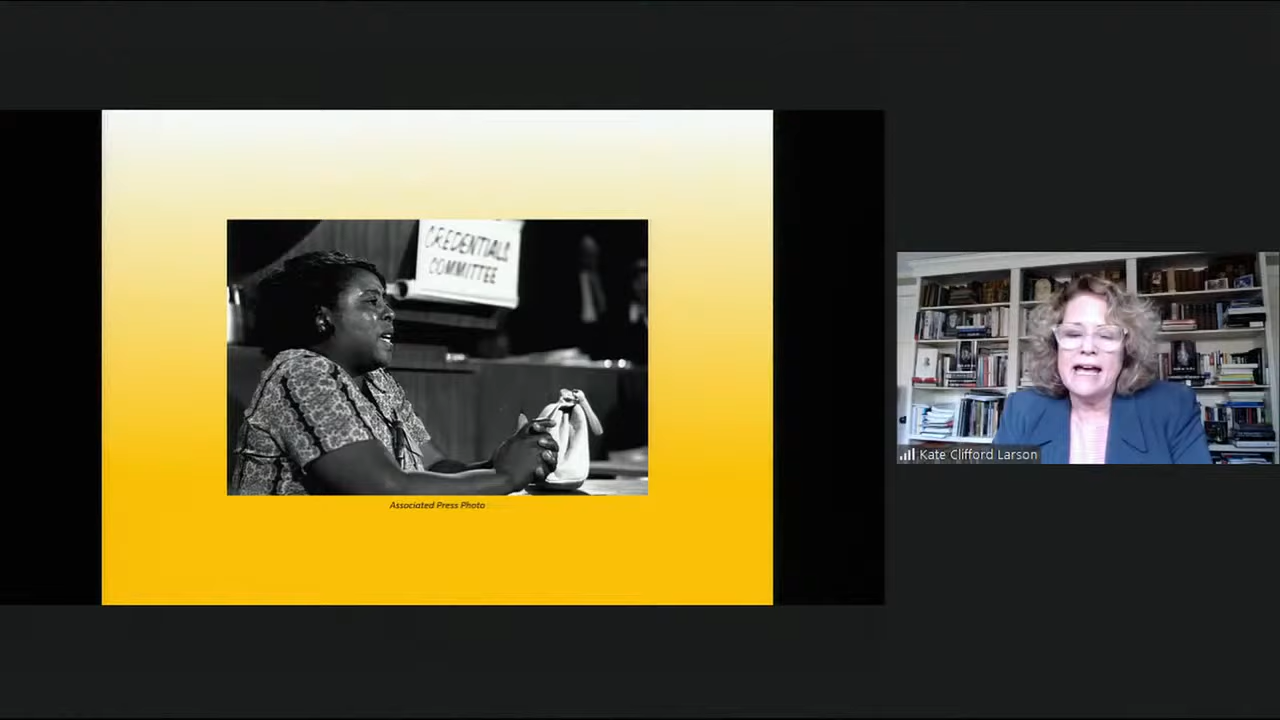 CREDENTIALS
COMMITTEE
Associated Press Photo
Kate Clifford Larson